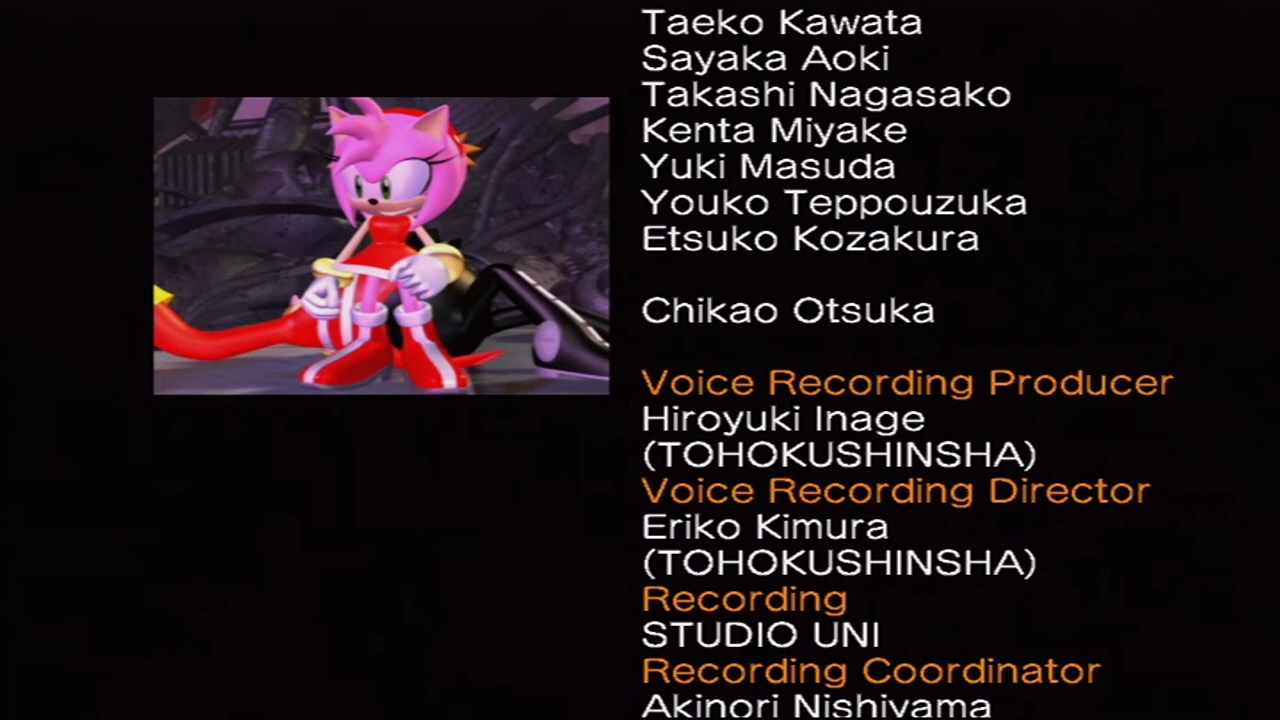 Taeko Kawata
Sayaka Aoki
Takashi Nagasako
Kenta Miyake
Yuki Masuda
Youko Teppouzuka
Etsuko Kozakura
Chikao Otsuka
Voice Recording Producer
Hiroyuki Inage
(TOHOKUSHINSHA)
Voice Recording Director
Eriko Kimura
(TOHOKUSHINSHA)
Recording
STUDIO UNI
Recording Coordinator
Akinori Nishiyama